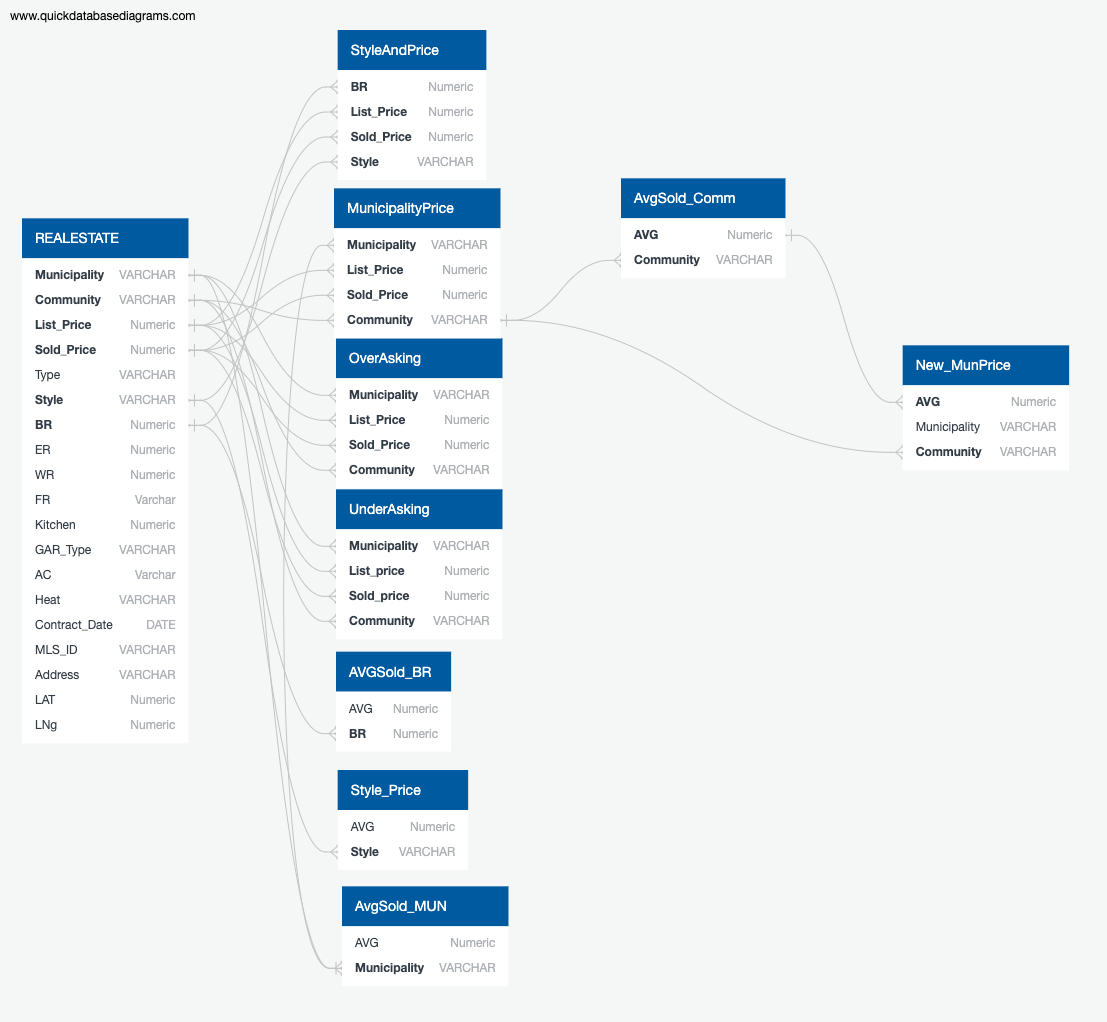 www.quickdatabasediagrams.com
StyleAndPrice
BR Numeric
List_Price Numeric
Sold_Price Numeric
Style VARCHAR
MunicipalityPrice
Municipality VARCHAR
List_Price Numeric
Sold_Price Numeric
Community VARCHAR
AvgSold_Comm
AVG Numeric
Community VARCHAR
REALESTATE
Municipality VARCHAR
Community VARCHAR
List_Price Numeric
Sold_Price Numeric
Type VARCHAR
Style VARCHAR
BR Numeric
ER Numeric
WR Numeric
FR Varchar
Kitchen Numeric
GAR_Type VARCHAR
AC Varchar
Heat VARCHAR
Contract_Date DATE
MLS_ID VARCHAR
Address VARCHAR
LAT Numeric
LNg Numeric
OverAsking
Municipality VARCHAR
List_Price Numeric
Sold_Price Numeric
Community VARCHAR
New_MunPrice
AVG Numeric
Municipality VARCHAR
Community VARCHAR
UnderAsking
Municipality VARCHAR
List_price Numeric
Sold_price Numeric
Community VARCHAR
AVGSold_BR
AVG Numeric
BR Numeric
Style_Price
AVG Numeric
Style VARCHAR
AvgSold_MUN
AVG Numeric
Municipality VARCHAR